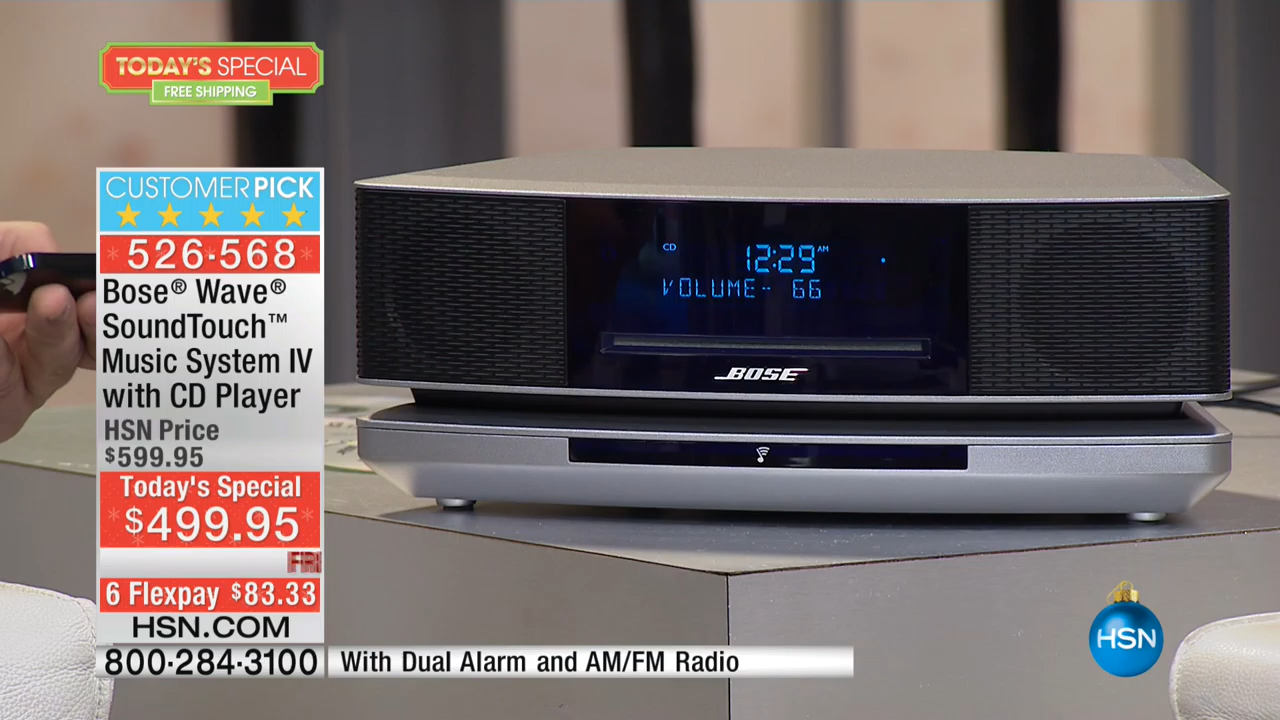 TODAY'S SPECIAL
FREE SHIPPING
CUSTOMER PICK
526-568
Bose® Wave®
SoundTouch™
Music System IV
with CD Player
HSN Price
$599.95
Today's Special
$499.95
FRE
6 Flexpay $83.33
HSN.COM
800·284·3100
With Dual Alarm and AM/FM Radio
CD
12:29 AM
VOLUME- 66
BOSE
HSN